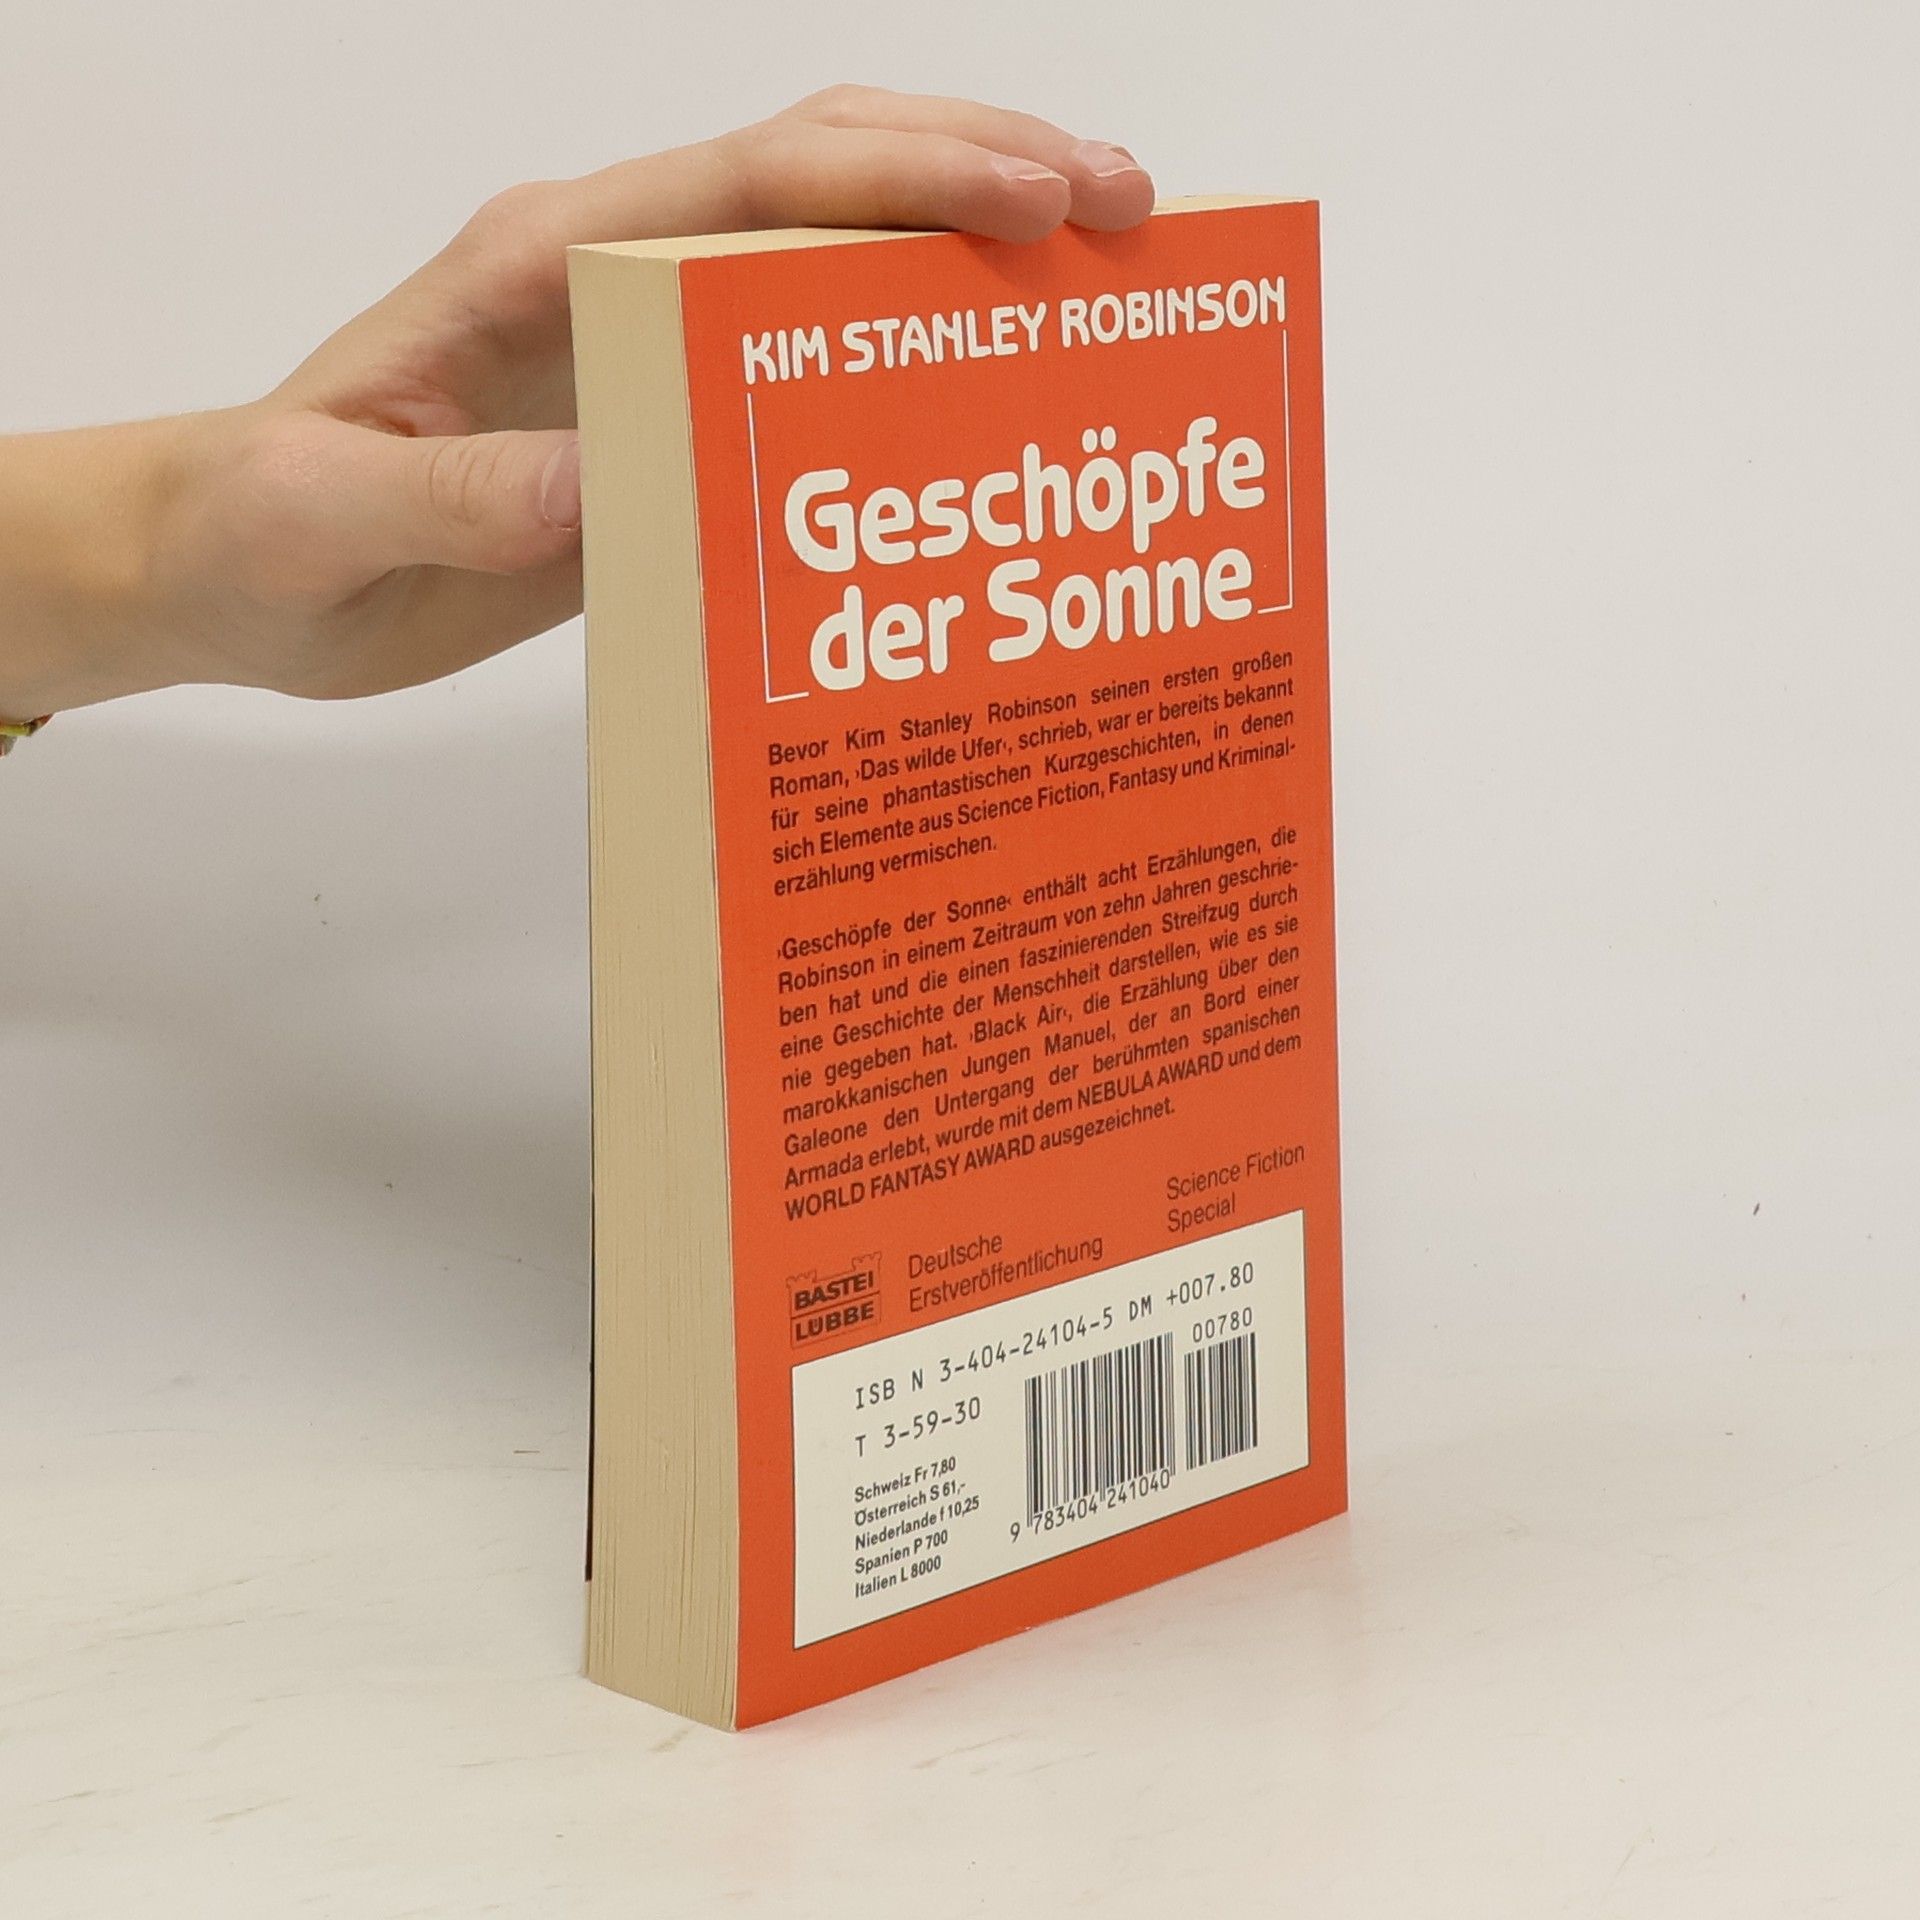 KIM STANLEY ROBINSON
Geschöpfe
der Sonne
Bevor Kim Stanley Robinson seinen ersten großen
Roman, ›Das wilde Ufer‹, schrieb, war er bereits bekannt
für seine phantastischen Kurzgeschichten, in denen
sich Elemente aus Science Fiction, Fantasy und Kriminal-
erzählung vermischen.
›Geschöpfe der Sonne‹ enthält acht Erzählungen, die
Robinson in einem Zeitraum von zehn Jahren geschrie-
ben hat und die einen faszinierenden Streifzug durch
eine Geschichte der Menschheit darstellen, wie es sie
nie gegeben hat. ›Black Air‹, die Erzählung über den
marokkanischen Jungen Manuel, der an Bord einer
Galeone den Untergang der berühmten spanischen
Armada erlebt, wurde mit dem NEBULA AWARD und dem
WORLD FANTASY AWARD ausgezeichnet.
Science Fiction
Special
Deutsche
Erstveröffentlichung
BASTEI
LÜBBE
ISB N 3-404-24104-5 DM +007.80
T 3-59-30
00780
Schweiz Fr 7,80
Österreich S 61,-
Niederlande f 10,25
Spanien P 700
Italien L 8000
9 783404 241040